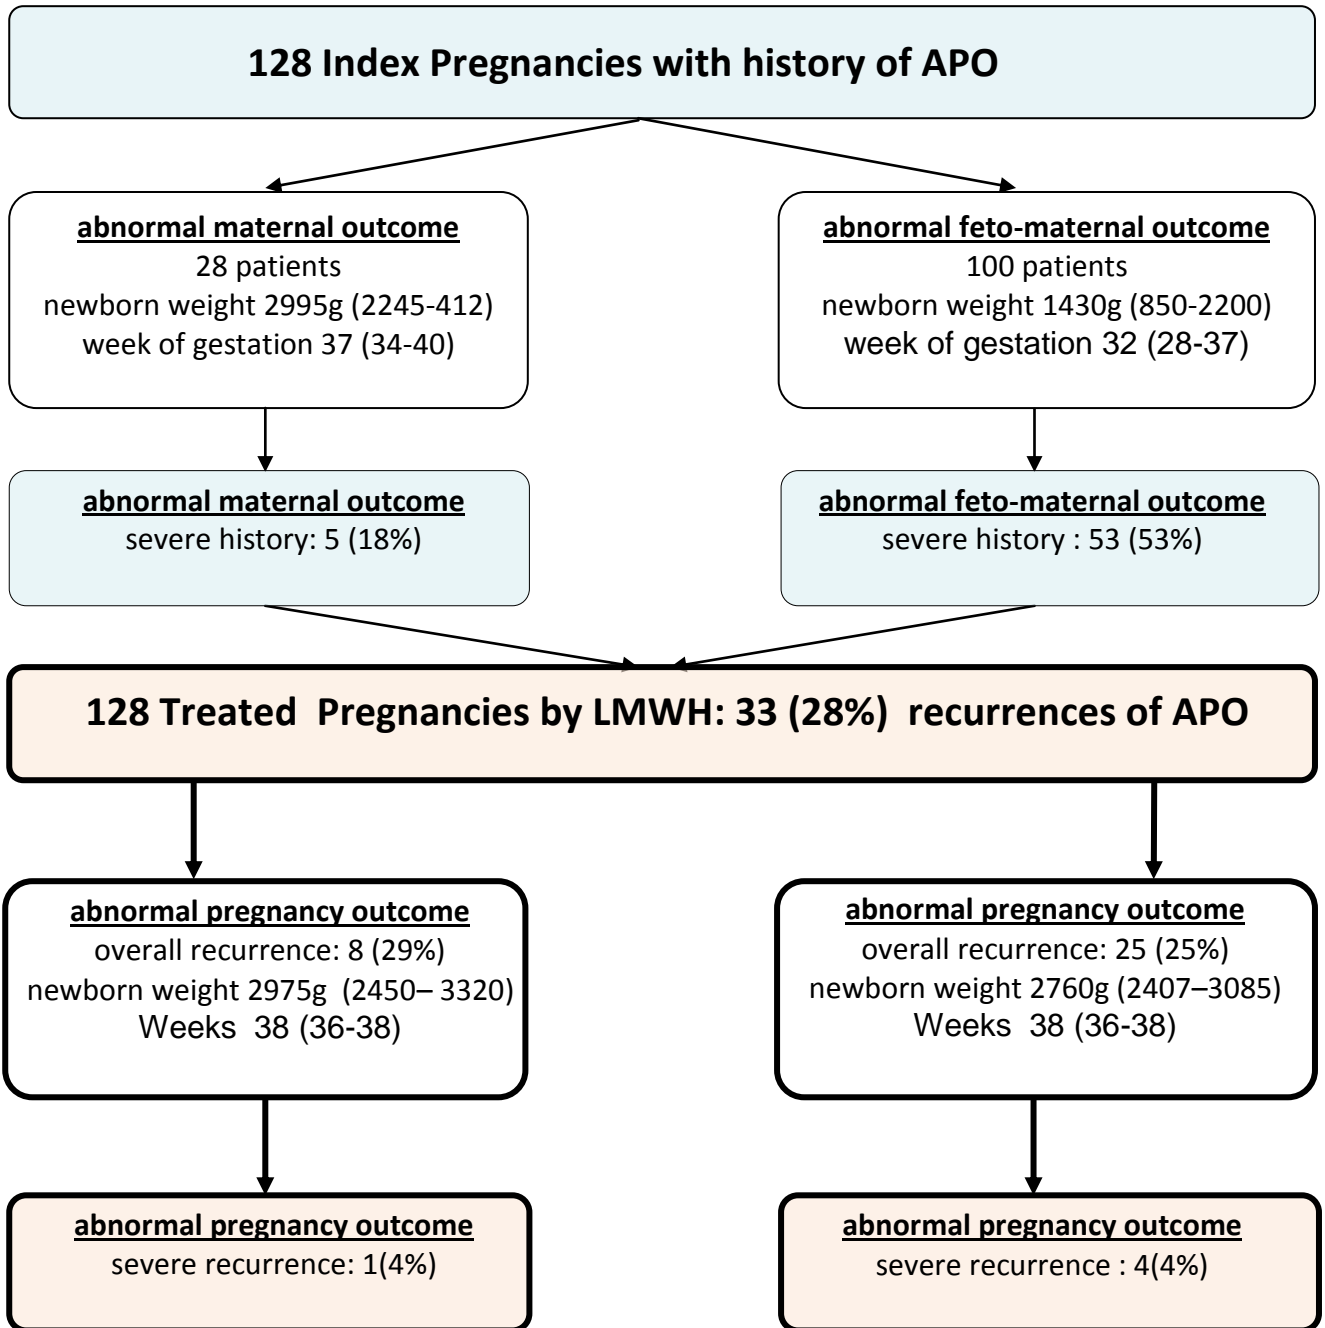 128 Index Pregnancies with history of APO
abnormal maternal outcome
28 patients
newborn weight 2995g (2245-412)
week of gestation 37 (34-40)
abnormal feto-maternal outcome
100 patients
newborn weight 1430g (850-2200)
week of gestation 32 (28-37)
abnormal maternal outcome
severe history: 5 (18%)
abnormal feto-maternal outcome
severe history : 53 (53%)
128 Treated Pregnancies by LMWH: 33 (28%) recurrences of APO
abnormal pregnancy outcome
overall recurrence: 8 (29%)
newborn weight 2975g (2450– 3320)
Weeks 38 (36-38)
abnormal pregnancy outcome
overall recurrence: 25 (25%)
newborn weight 2760g (2407–3085)
Weeks 38 (36-38)
abnormal pregnancy outcome
severe recurrence: 1(4%)
abnormal pregnancy outcome
severe recurrence : 4(4%)